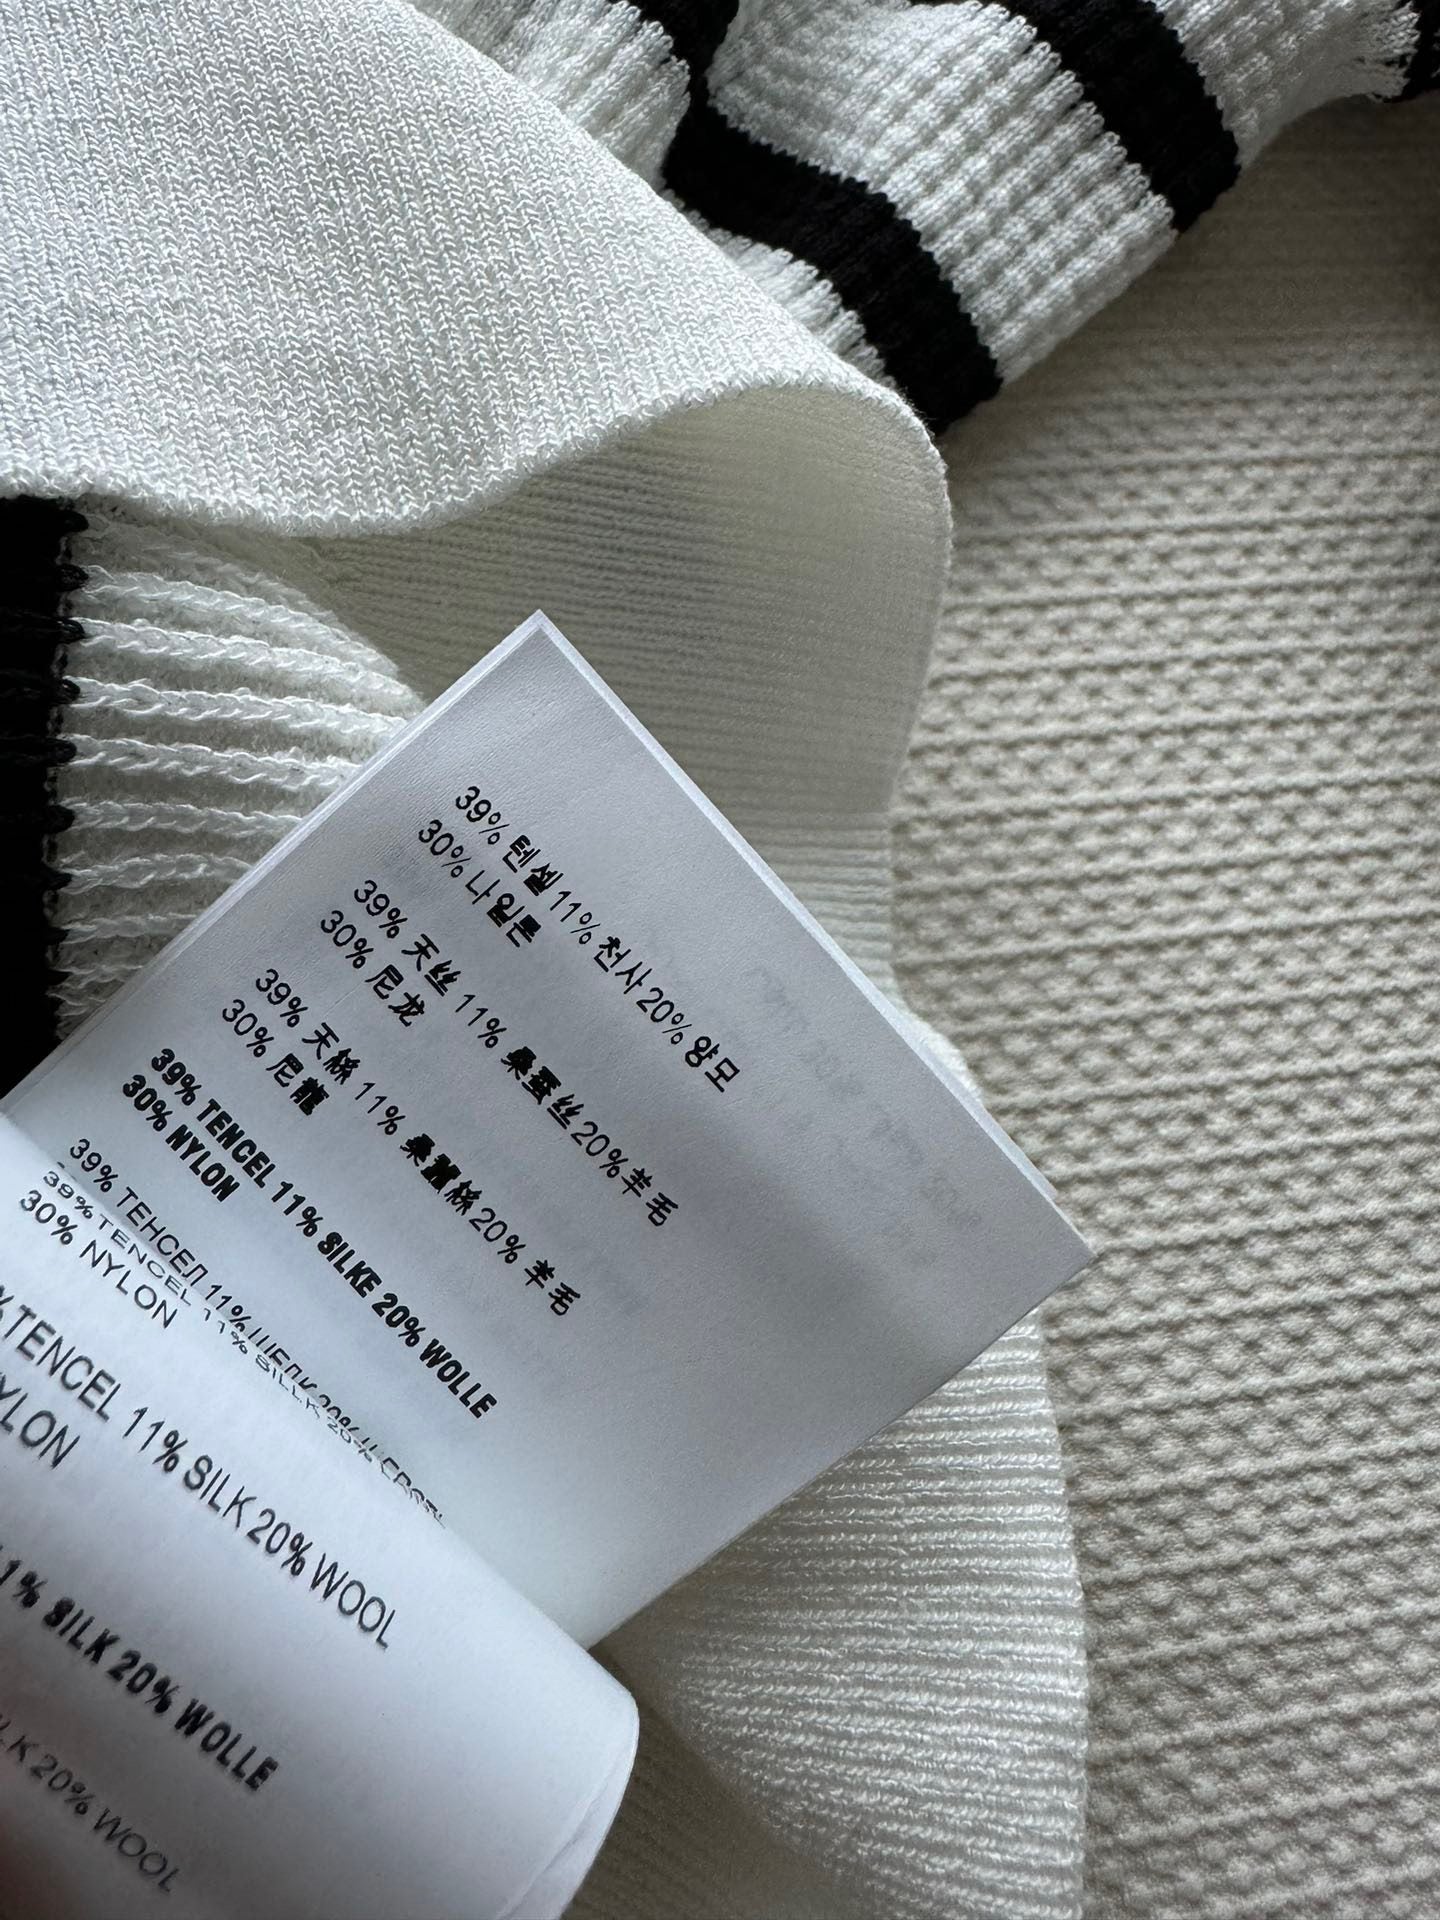 39% 텐셀 11% 천사 20% 양모
30% 나일론
39% 天丝 11% 桑蚕丝 20% 羊毛
30% 尼龙
39% 天絲 11% 桑蠶絲 20% 羊毛
30% 尼龍
39% TENCEL 11% SILKE 20% WOLLE
30% NYLON
39% ТЕНСЕЛ 11% ШЕЛК 20%
39% TENCEL 11% SILK 20%
30% NYLON
% TENCEL 11% SILK 20% WOOL
YLON
1% SILK 20% WOLLE
LK 20% WOOL